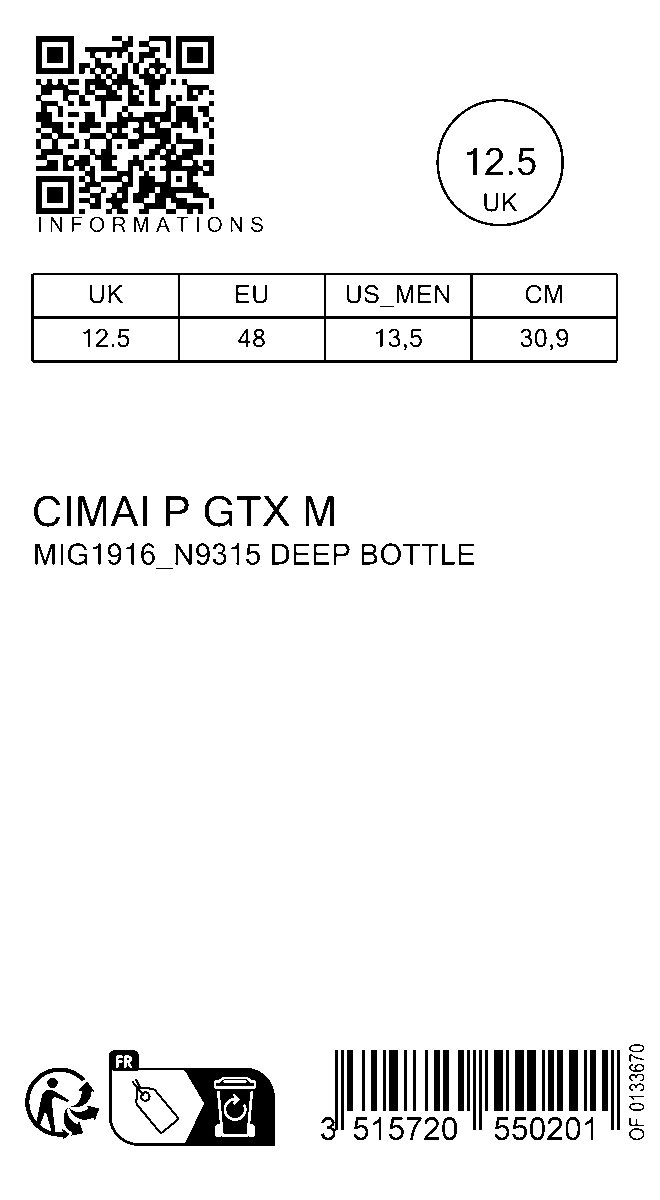 INFORMATIONS
12.5
UK
UK EU US_MEN CM
12.5 48 13,5 30,9
CIMAI P GTX M
MIG1916_N9315 DEEP BOTTLE
FR
3 515720 550201
OF 0133670